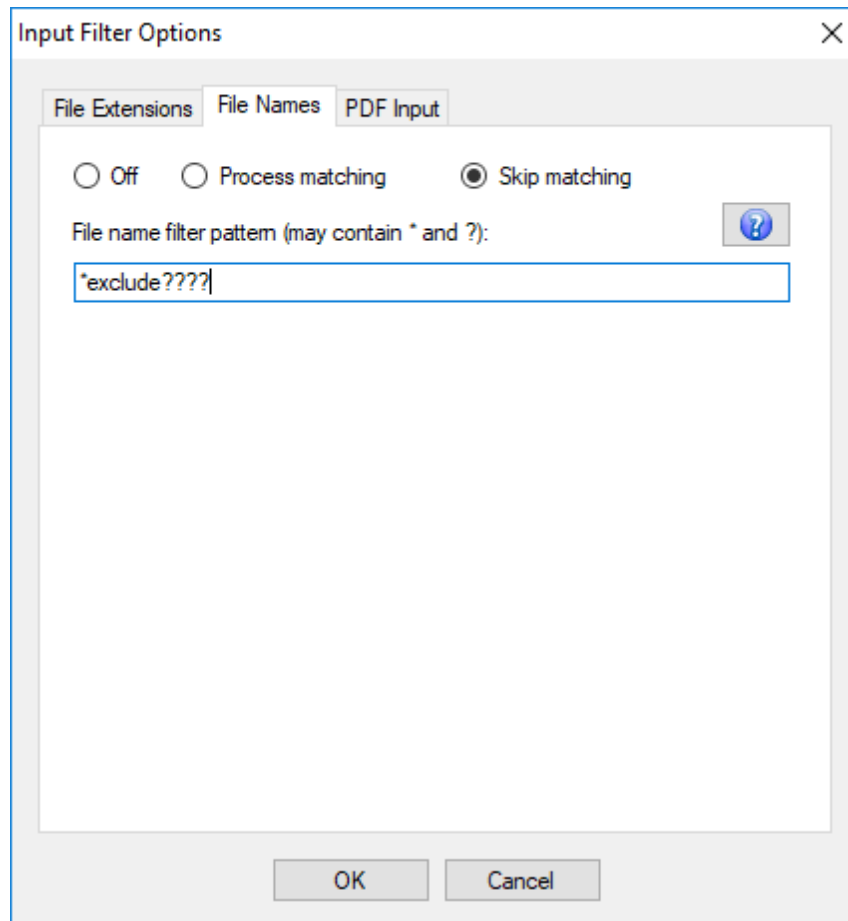 Input Filter Options
File Extensions File Names PDF Input
Off Process matching Skip matching
File name filter pattern (may contain * and ?):
?
*exclude????
OK Cancel